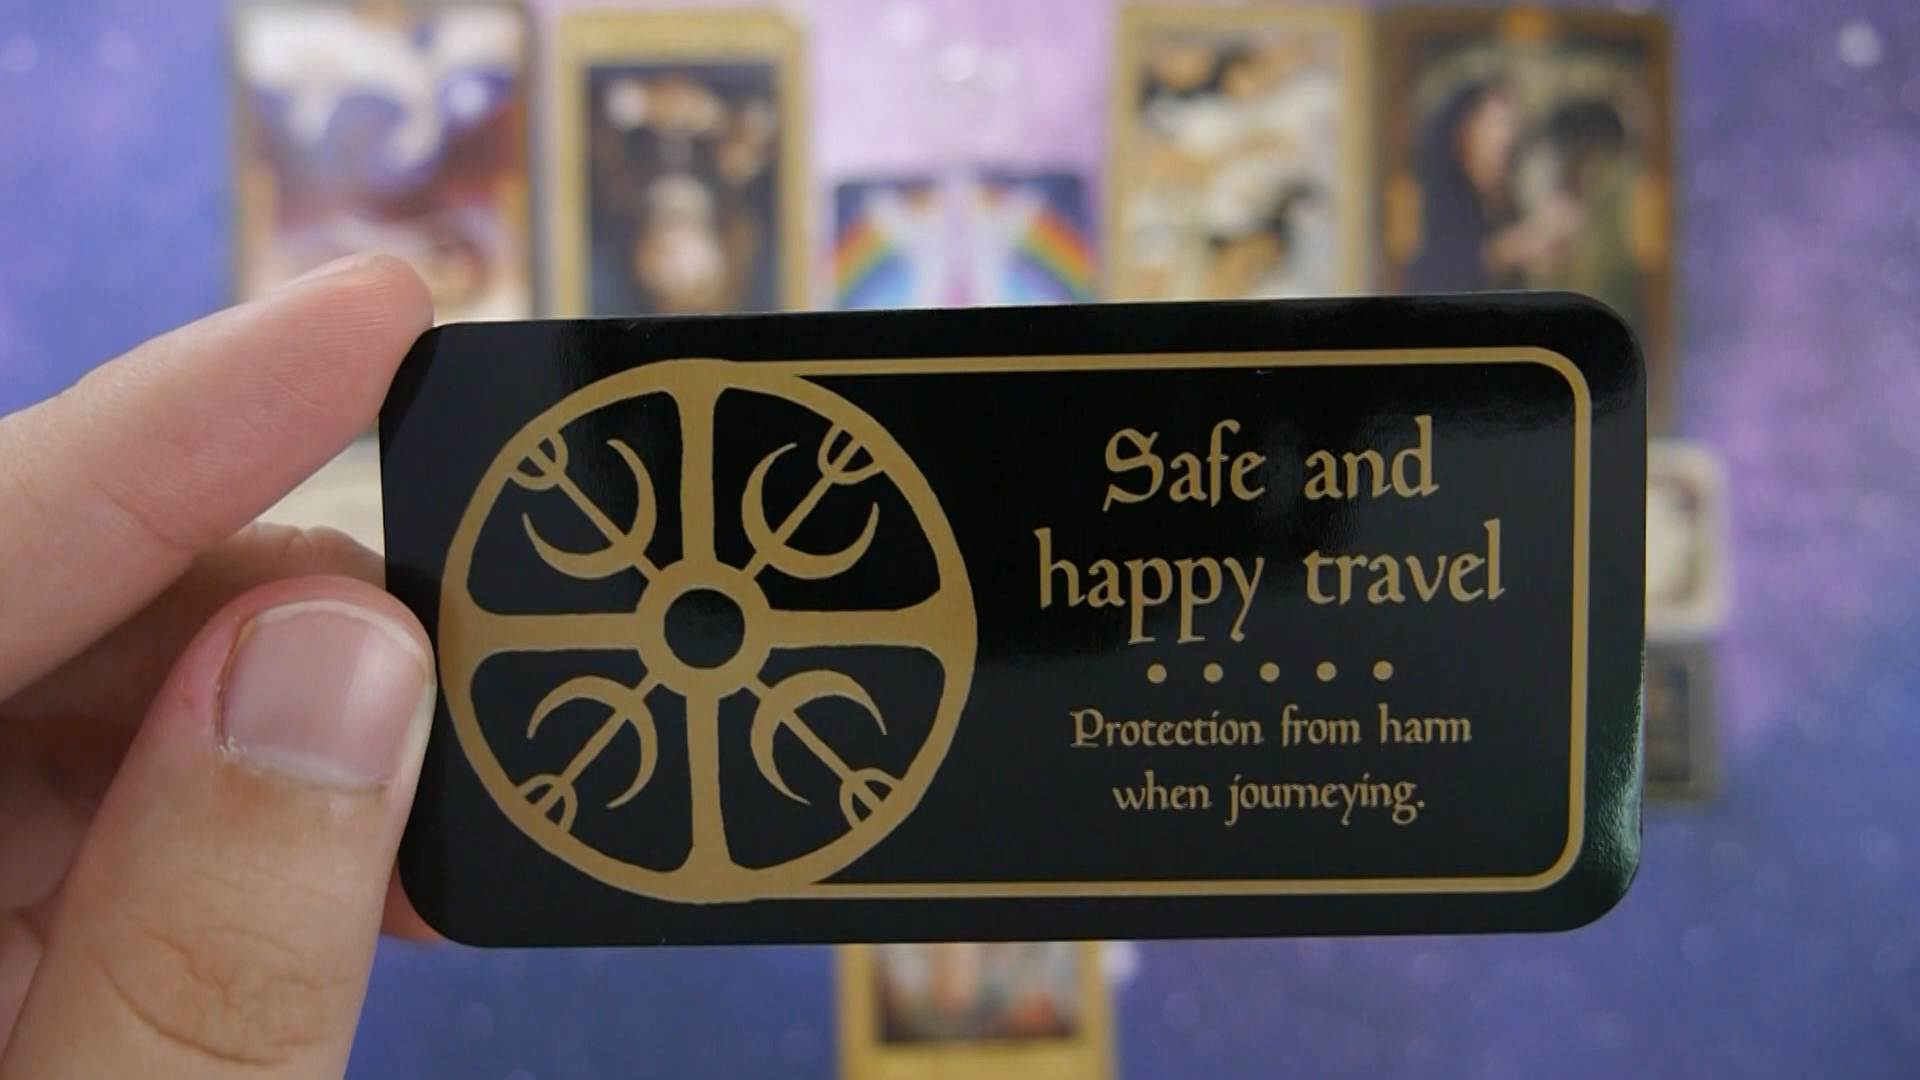 Safe and
happy travel
Protection from harm
when journeying.